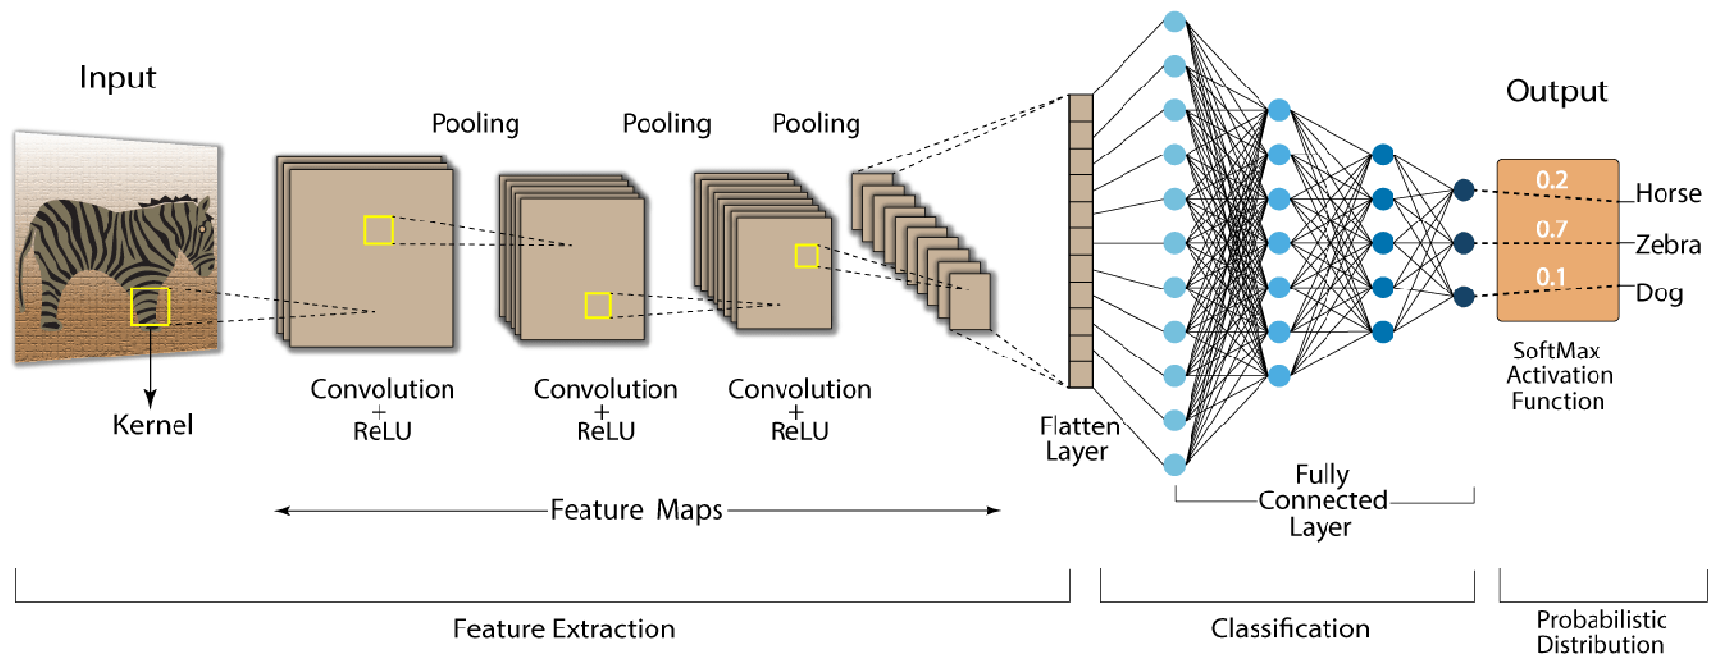 Input
Kernel
Pooling
Pooling
Pooling
Convolution
+
ReLU
Convolution
+
ReLU
Convolution
+
ReLU
Feature Maps
Flatten
Layer
Fully
Connected
Layer
Output
0.2
Horse
0.7
Zebra
0.1
Dog
SoftMax
Activation
Function
Feature Extraction
Classification
Probabilistic
Distribution